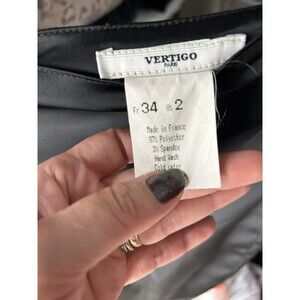 VERTIGO
PARIS
Fr 34 Us 2
Made in France
97% Polyester
3% Spandex
Hand Wash
Cold Water